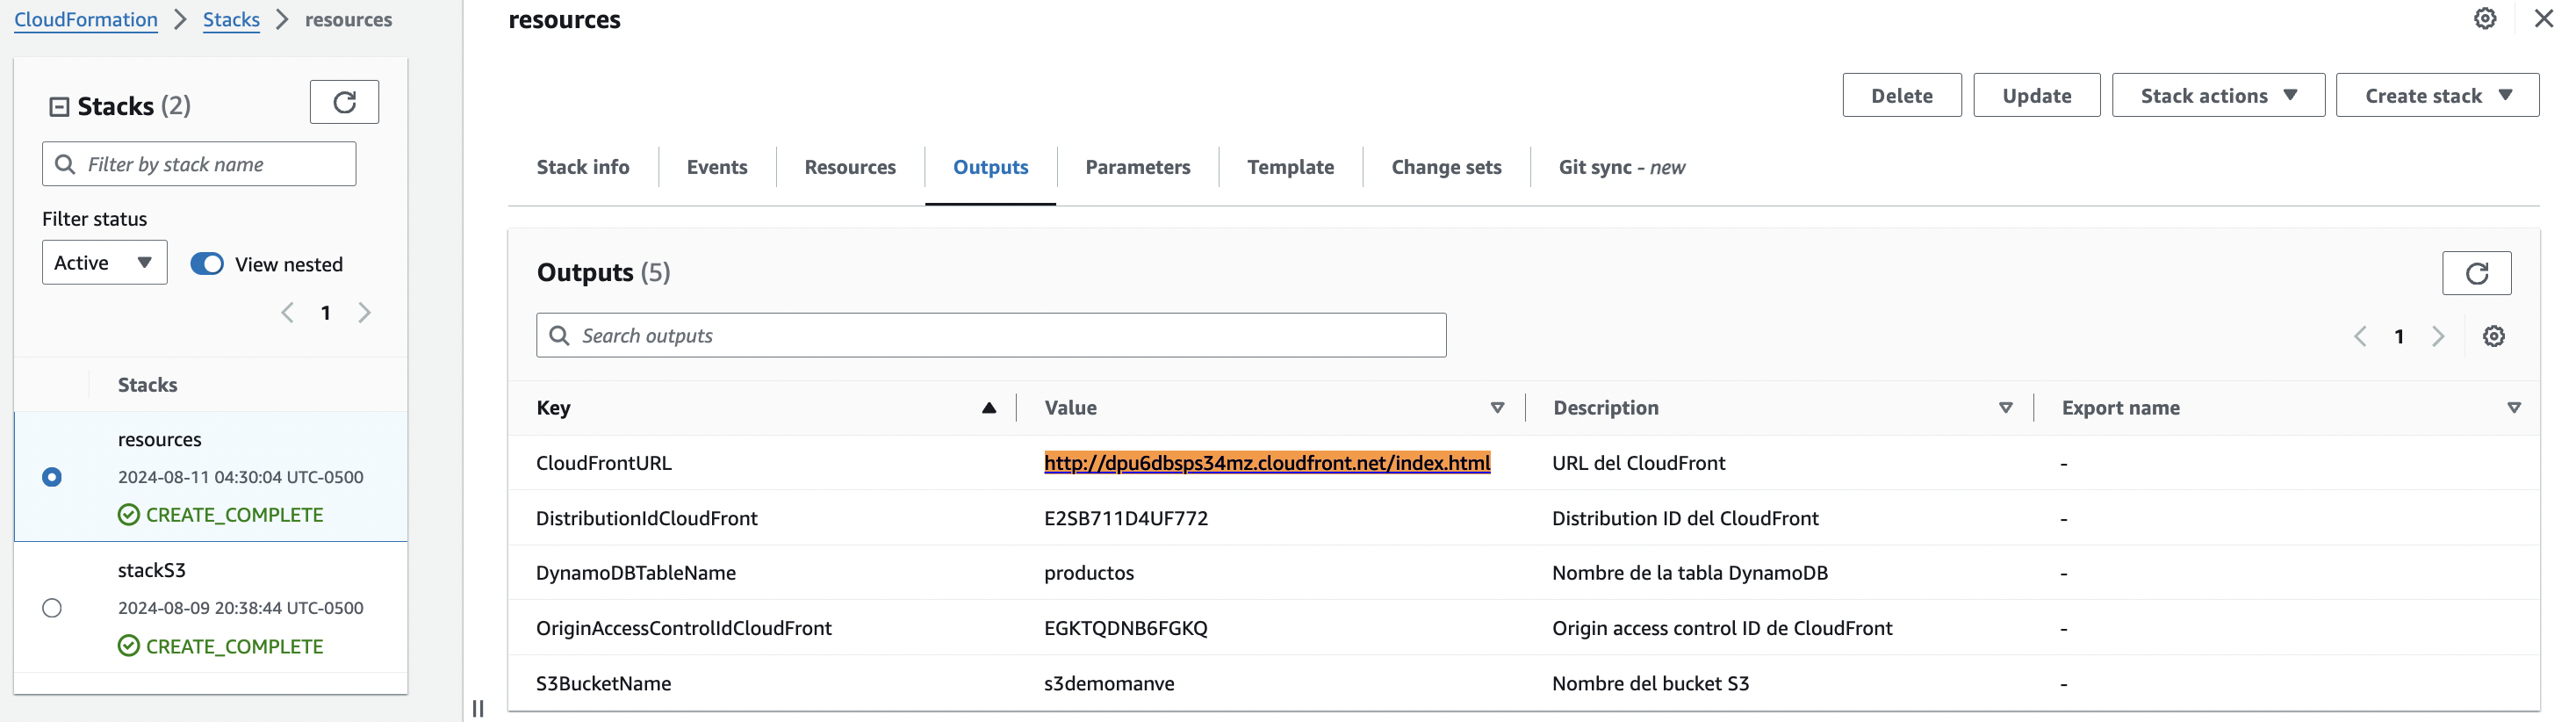 CloudFormation > Stacks > resources
Stacks (2)
Filter by stack name
Filter status
Active
View nested
1
Stacks
resources
2024-08-11 04:30:04 UTC-0500
CREATE_COMPLETE
stackS3
2024-08-09 20:38:44 UTC-0500
CREATE_COMPLETE
resources
Delete Update Stack actions Create stack
Stack info Events Resources Outputs Parameters Template Change sets Git sync - new
Outputs (5)
Search outputs
1
Key Value Description Export name
CloudFrontURL http://dpu6dbsps34mz.cloudfront.net/index.html URL del CloudFront -
DistributionIdCloudFront E2SB711D4UF772 Distribution ID del CloudFront -
DynamoDBTableName productos Nombre de la tabla DynamoDB -
OriginAccessControlIdCloudFront EGKTQDNB6FGKQ Origin access control ID de CloudFront -
S3BucketName s3demomanve Nombre del bucket S3 -